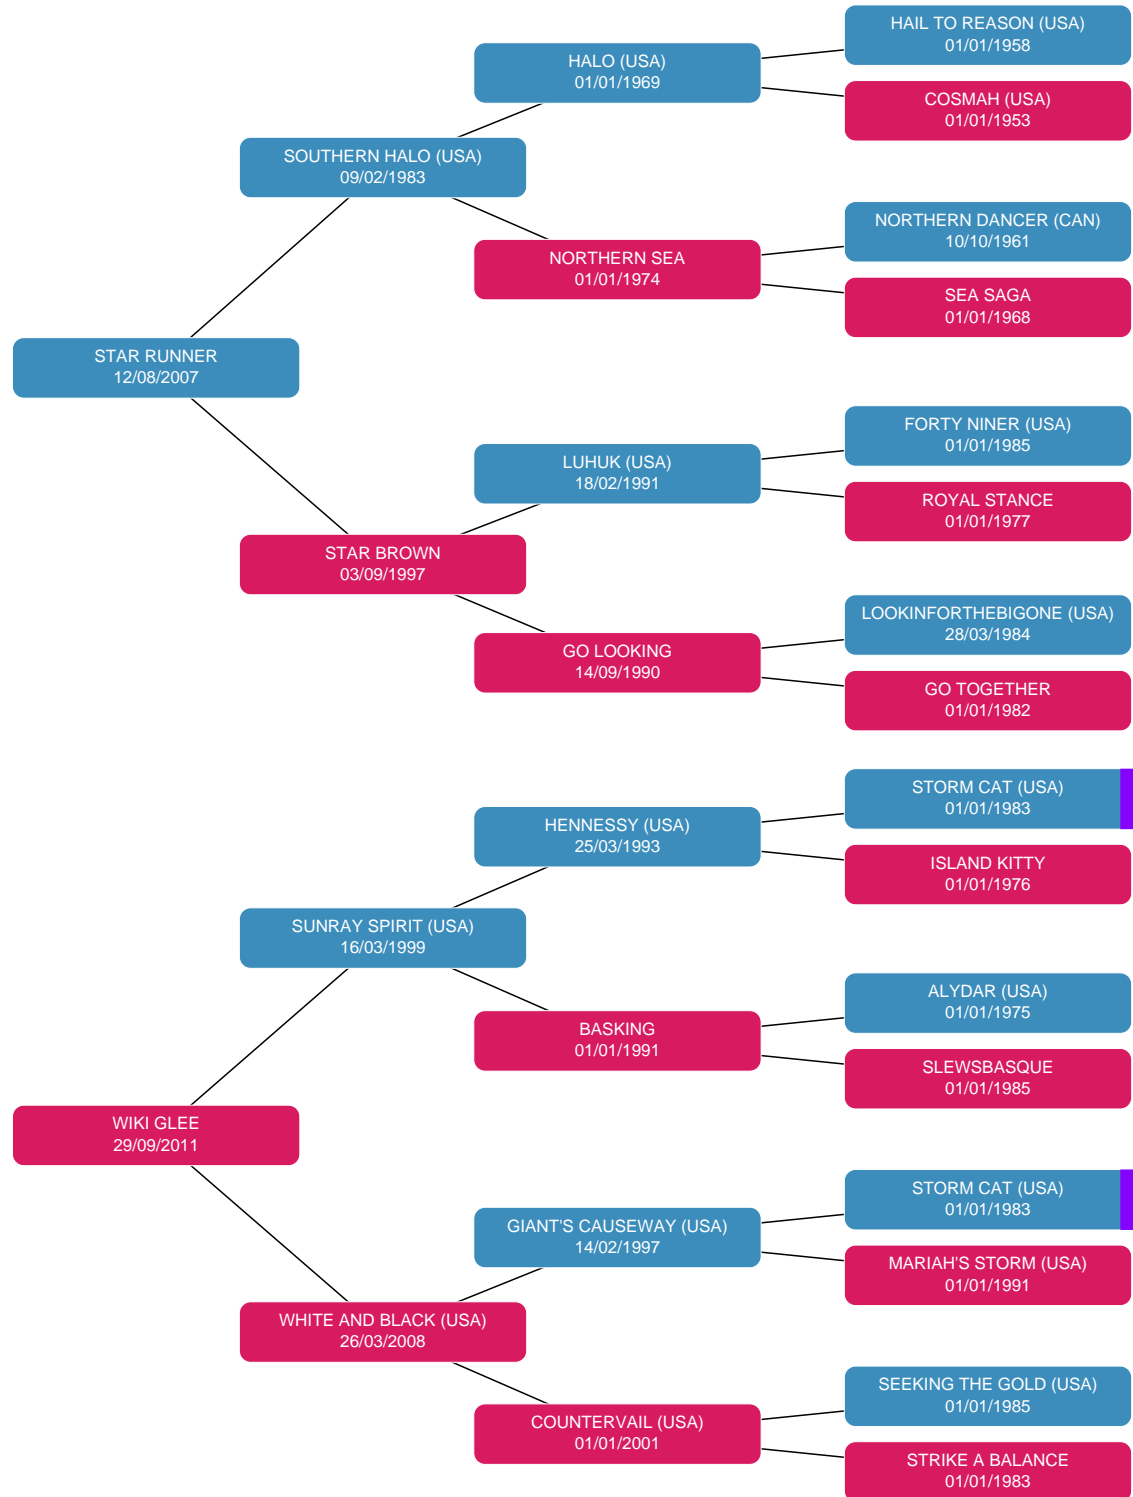 HAIL TO REASON (USA)
01/01/1958
HALO (USA)
01/01/1969
COSMAH (USA)
01/01/1953
SOUTHERN HALO (USA)
09/02/1983
NORTHERN DANCER (CAN)
10/10/1961
NORTHERN SEA
01/01/1974
SEA SAGA
01/01/1968
STAR RUNNER
12/08/2007
FORTY NINER (USA)
01/01/1985
LUHUK (USA)
18/02/1991
ROYAL STANCE
01/01/1977
STAR BROWN
03/09/1997
LOOKINFORTHEBIGONE (USA)
28/03/1984
GO LOOKING
14/09/1990
GO TOGETHER
01/01/1982
STORM CAT (USA)
01/01/1983
HENNESSY (USA)
25/03/1993
ISLAND KITTY
01/01/1976
SUNRAY SPIRIT (USA)
16/03/1999
ALYDAR (USA)
01/01/1975
BASKING
01/01/1991
SLEWSBASQUE
01/01/1985
WIKI GLEE
29/09/2011
STORM CAT (USA)
01/01/1983
GIANT'S CAUSEWAY (USA)
14/02/1997
MARIAH'S STORM (USA)
01/01/1991
WHITE AND BLACK (USA)
26/03/2008
SEEKING THE GOLD (USA)
01/01/1985
COUNTERVAIL (USA)
01/01/2001
STRIKE A BALANCE
01/01/1983